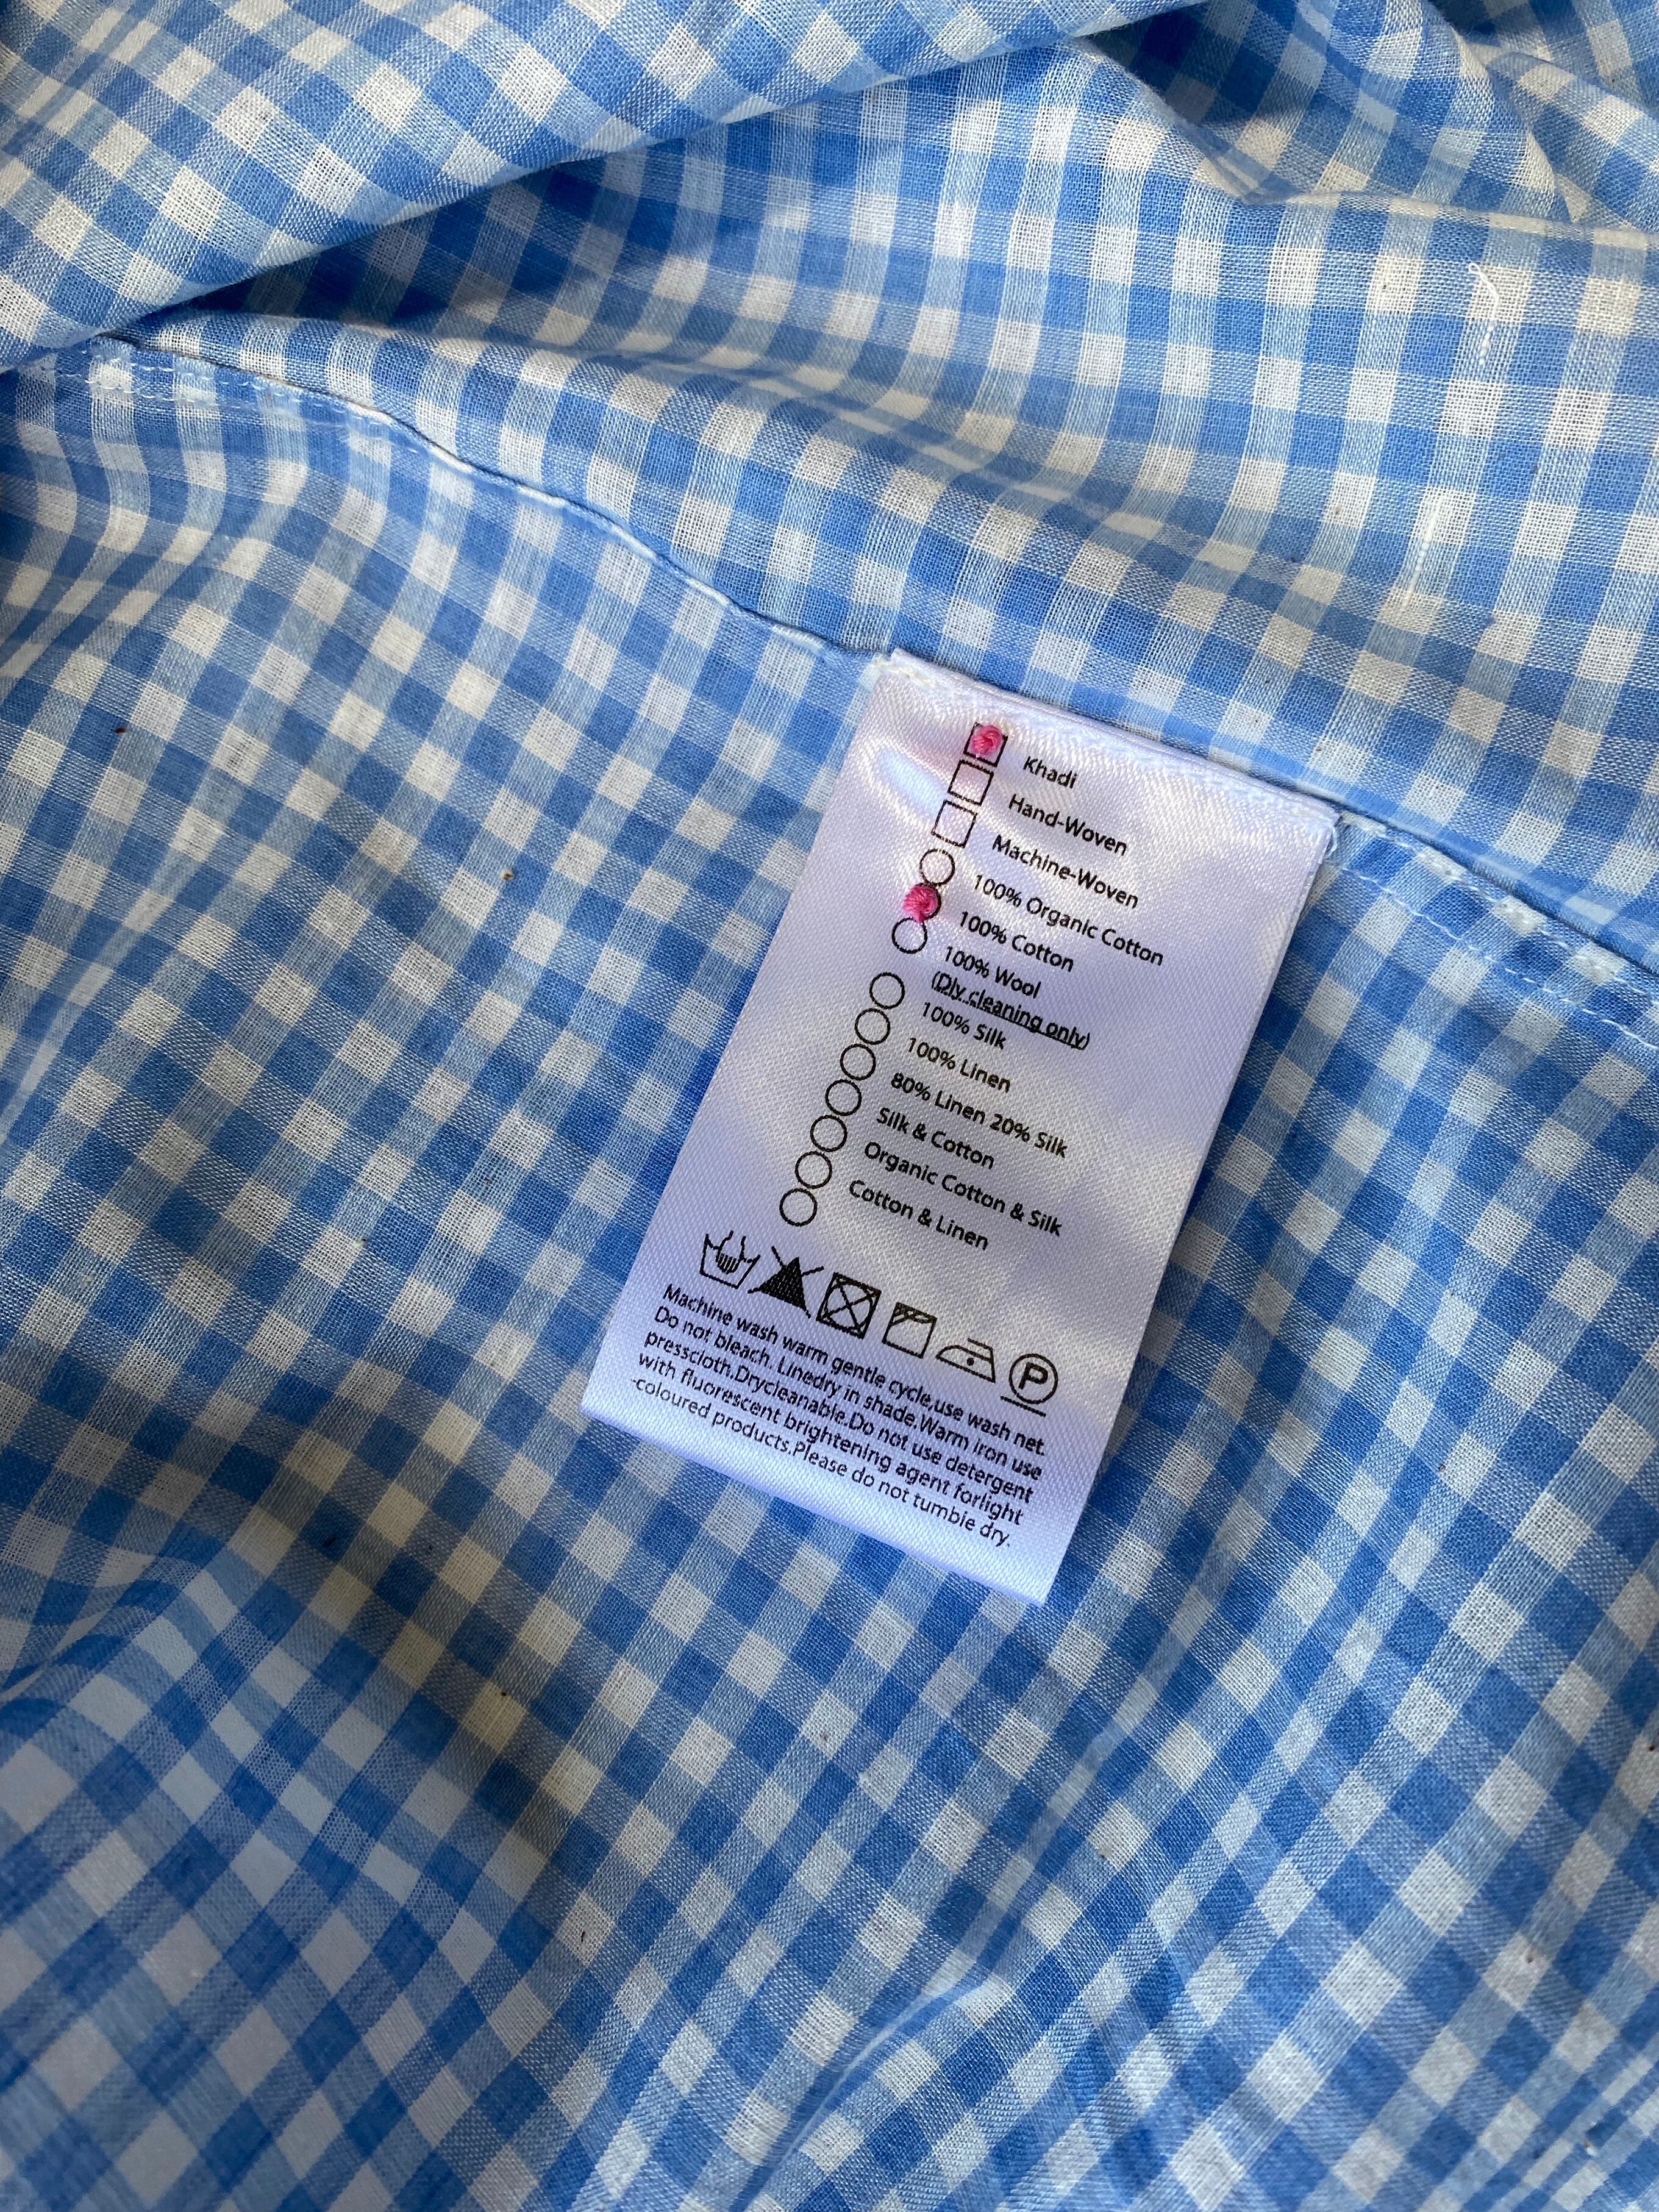 Khadi
Hand-Woven
Machine-Woven
100% Organic Cotton
100% Cotton
100% Wool
(Dly cleaning only)
100% Silk
100% Linen
80% Linen 20% Silk
Silk & Cotton
Organic Cotton & Silk
Cotton & Linen
P
Machine wash warm gentle cycle,use wash net.
Do not bleach. Linedry in shade.Warm iron use
presscloth.Drycleanable.Do not use detergent
with fluorescent brightening agent forlight
-coloured products.Please do not tumbie dry.